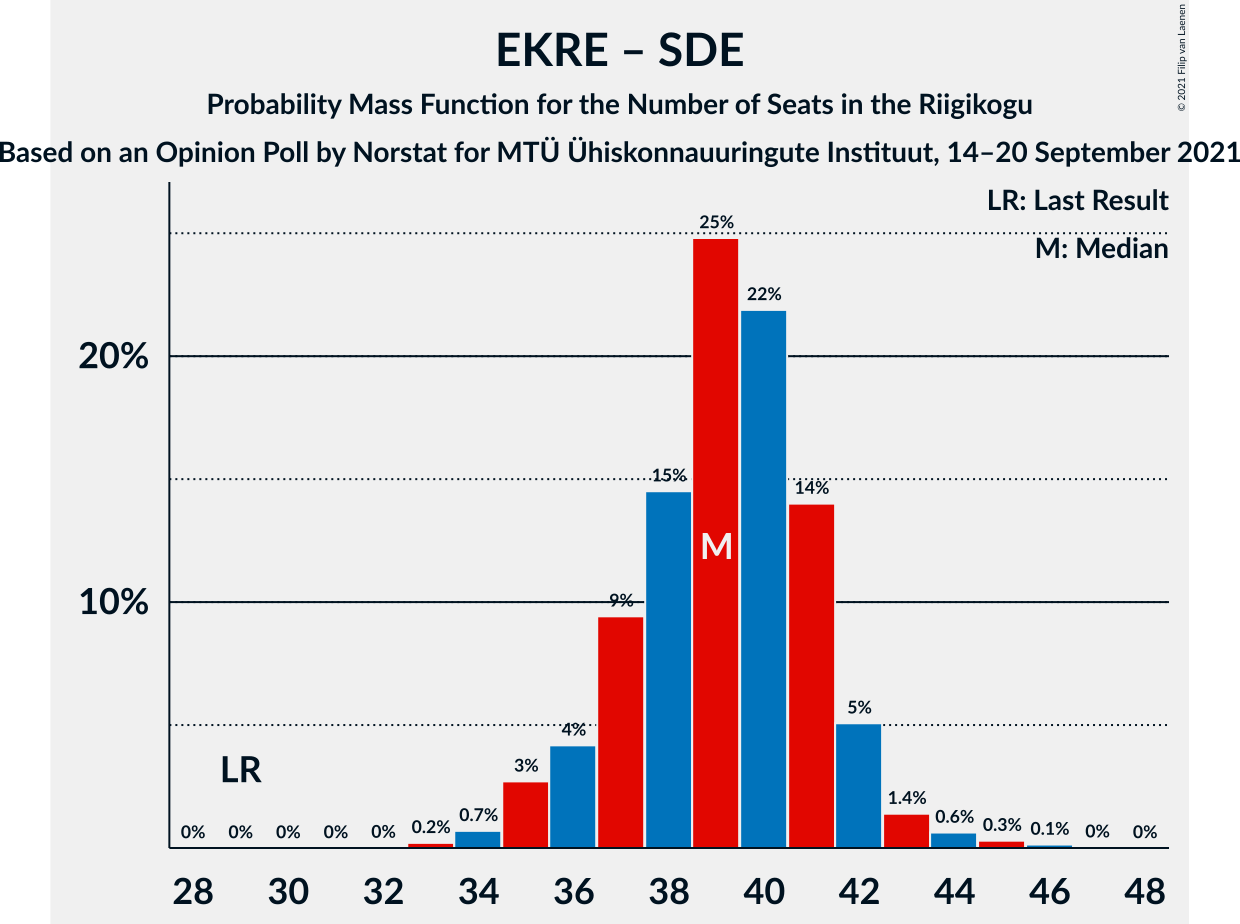 EKRE – SDE
Probability Mass Function for the Number of Seats in the Riigikogu
Based on an Opinion Poll by Norstat for MTÜ Ühiskonnauuringute Instituut, 14–20 September 2021
© 2021 Filip van Laenen
LR: Last Result
M: Median
25%
22%
20%
15%
14%
M
10%
9%
5%
4%
LR
3%
1.4%
0% 0% 0% 0% 0% 0.2% 0.7% 0.6% 0.3% 0.1% 0% 0%
28 30 32 34 36 38 40 42 44 46 48